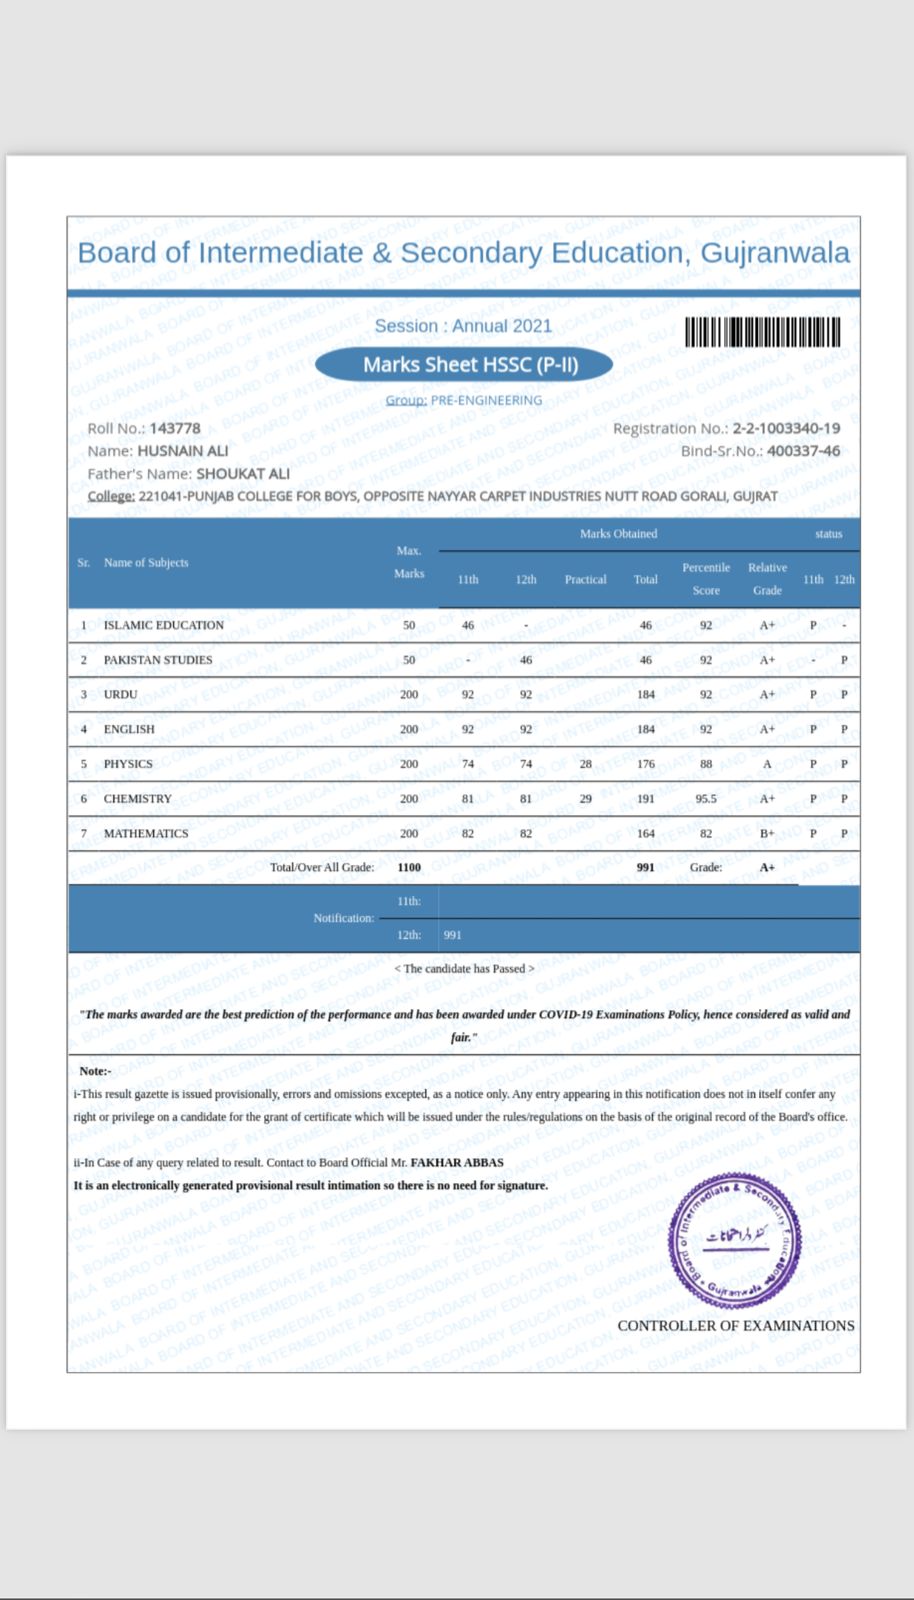 Board of Intermediate & Secondary Education, Gujranwala
Session : Annual 2021
Marks Sheet HSSC (P-II)
Group: PRE-ENGINEERING
Roll No.: 143778 Registration No.: 2-2-1003340-19
Name: HUSNAIN ALI Bind-Sr.No.: 400337-46
Father's Name: SHOUKAT ALI
College: 221041-PUNJAB COLLEGE FOR BOYS, OPPOSITE NAYYAR CARPET INDUSTRIES NUTT ROAD GORALI, GUJRAT
Sr. Name of Subjects Max. Marks Marks Obtained status
11th 12th Practical Total Percentile Score Relative Grade 11th 12th
1 ISLAMIC EDUCATION 50 46 - 46 92 A+ P -
2 PAKISTAN STUDIES 50 - 46 46 92 A+ - P
3 URDU 200 92 92 184 92 A+ P P
4 ENGLISH 200 92 92 184 92 A+ P P
5 PHYSICS 200 74 74 28 176 88 A P P
6 CHEMISTRY 200 81 81 29 191 95.5 A+ P P
7 MATHEMATICS 200 82 82 164 82 B+ P P
Total/Over All Grade: 1100 991 Grade: A+
Notification: 11th:
12th: 991
< The candidate has Passed >
"The marks awarded are the best prediction of the performance and has been awarded under COVID-19 Examinations Policy, hence considered as valid and
fair."
Note:-
i-This result gazette is issued provisionally, errors and omissions excepted, as a notice only. Any entry appearing in this notification does not in itself confer any
right or privilege on a candidate for the grant of certificate which will be issued under the rules/regulations on the basis of the original record of the Board's office.
ii-In Case of any query related to result. Contact to Board Official Mr. FAKHAR ABBAS
It is an electronically generated provisional result intimation so there is no need for signature.
Board of Intermediate & Secondary Education
کنٹرولر امتحانات
Gujranwala
CONTROLLER OF EXAMINATIONS